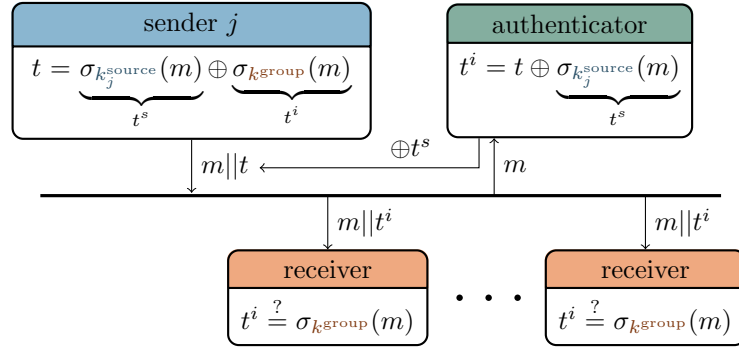 sender j
authenticator
t = σ_{k_j^{source}}(m) ⊕ σ_{k^{group}}(m)
t^s
t^i
t^i = t ⊕ σ_{k_j^{source}}(m)
t^s
⊕t^s
m||t
m
m||t^i
m||t^i
receiver
receiver
t^i ≟ σ_{k^{group}}(m)
. . .
t^i ≟ σ_{k^{group}}(m)